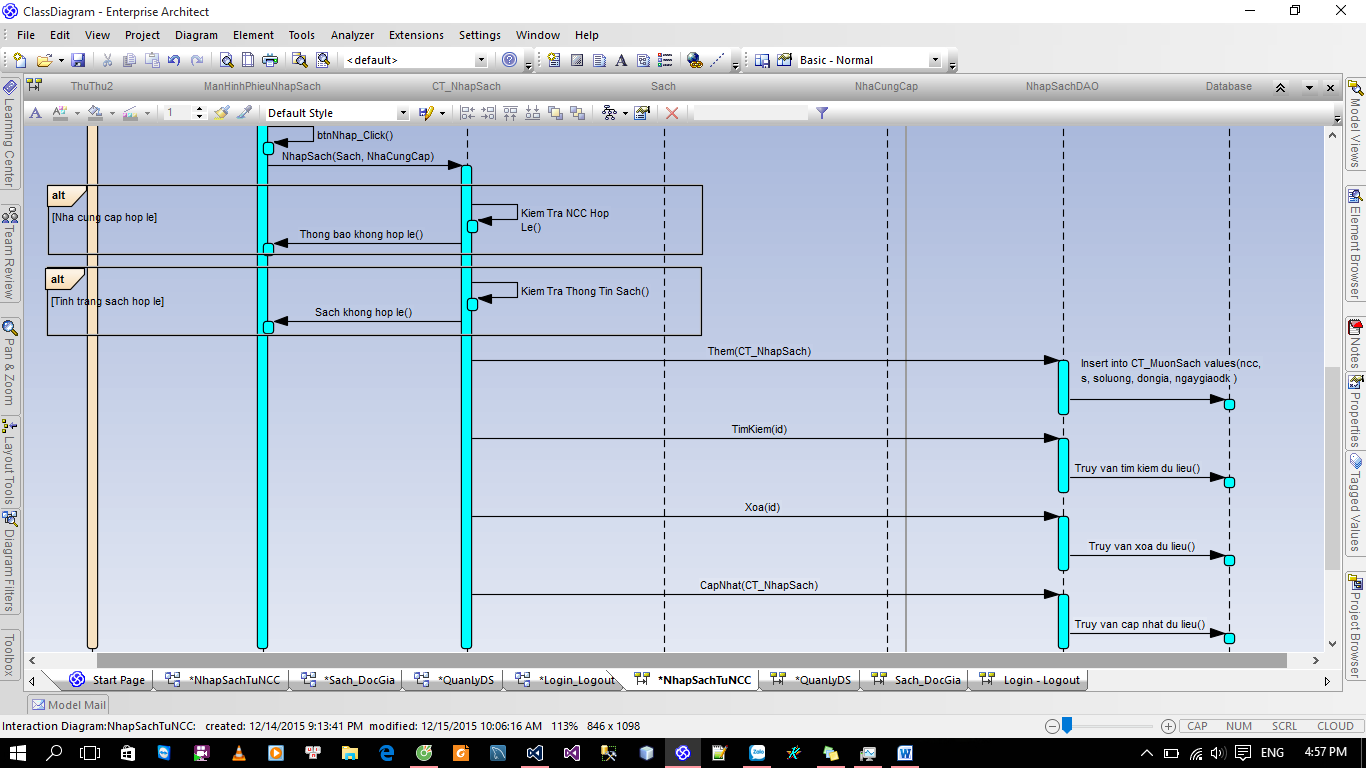 ClassDiagram - Enterprise Architect
File Edit View Project Diagram Element Tools Analyzer Extensions Settings Window Help
<default>
Basic - Normal
ThuThu2 ManHinhPhieuNhapSach CT_NhapSach Sach NhaCungCap NhapSachDAO Database
1 Default Style
Learning Center
Team Review
Pan & Zoom
Layout Tools
Diagram Filters
Toolbox
btnNhap_Click()
NhapSach(Sach, NhaCungCap)
alt
[Nha cung cap hop le]
Kiem Tra NCC Hop
Le()
Thong bao khong hop le()
alt
[Tinh trang sach hop le]
Kiem Tra Thong Tin Sach()
Sach khong hop le()
Them(CT_NhapSach)
Insert into CT_MuonSach values(ncc,
s, soluong, dongia, ngaygiaodk )
TimKiem(id)
Truy van tim kiem du lieu()
Xoa(id)
Truy van xoa du lieu()
CapNhat(CT_NhapSach)
Truy van cap nhat du lieu()
Model Views
Element Browser
Notes
Properties
Tagged Values
Project Browser
Start Page *NhapSachTuNCC *Sach_DocGia *QuanLyDS *Login_Logout *NhapSachTuNCC *QuanLyDS Sach_DocGia Login - Logout
Model Mail
Interaction Diagram:NhapSachTuNCC: created: 12/14/2015 9:13:41 PM modified: 12/15/2015 10:06:16 AM 113% 846 x 1098
CAP NUM SCRL CLOUD
ENG 4:57 PM